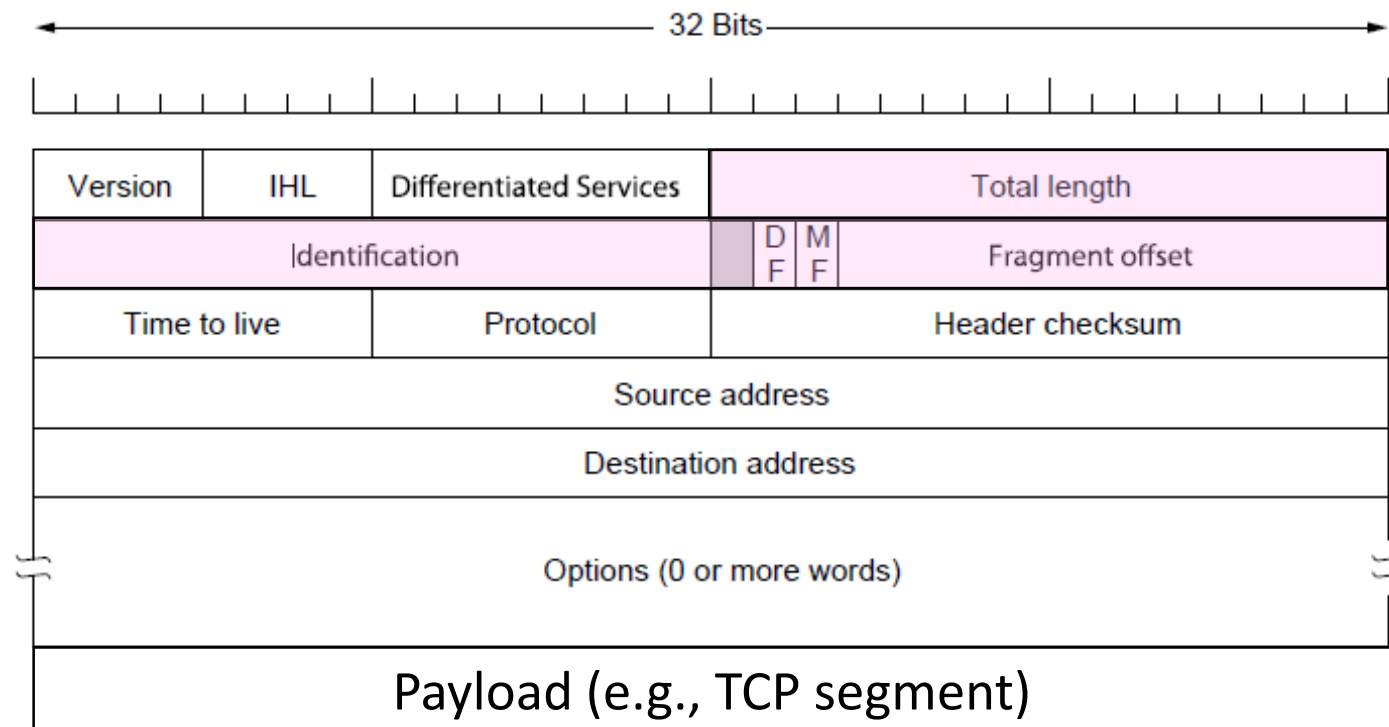 32 Bits
Version IHL Differentiated Services Total length
Identification D F M F Fragment offset
Time to live Protocol Header checksum
Source address
Destination address
Options (0 or more words)
Payload (e.g., TCP segment)